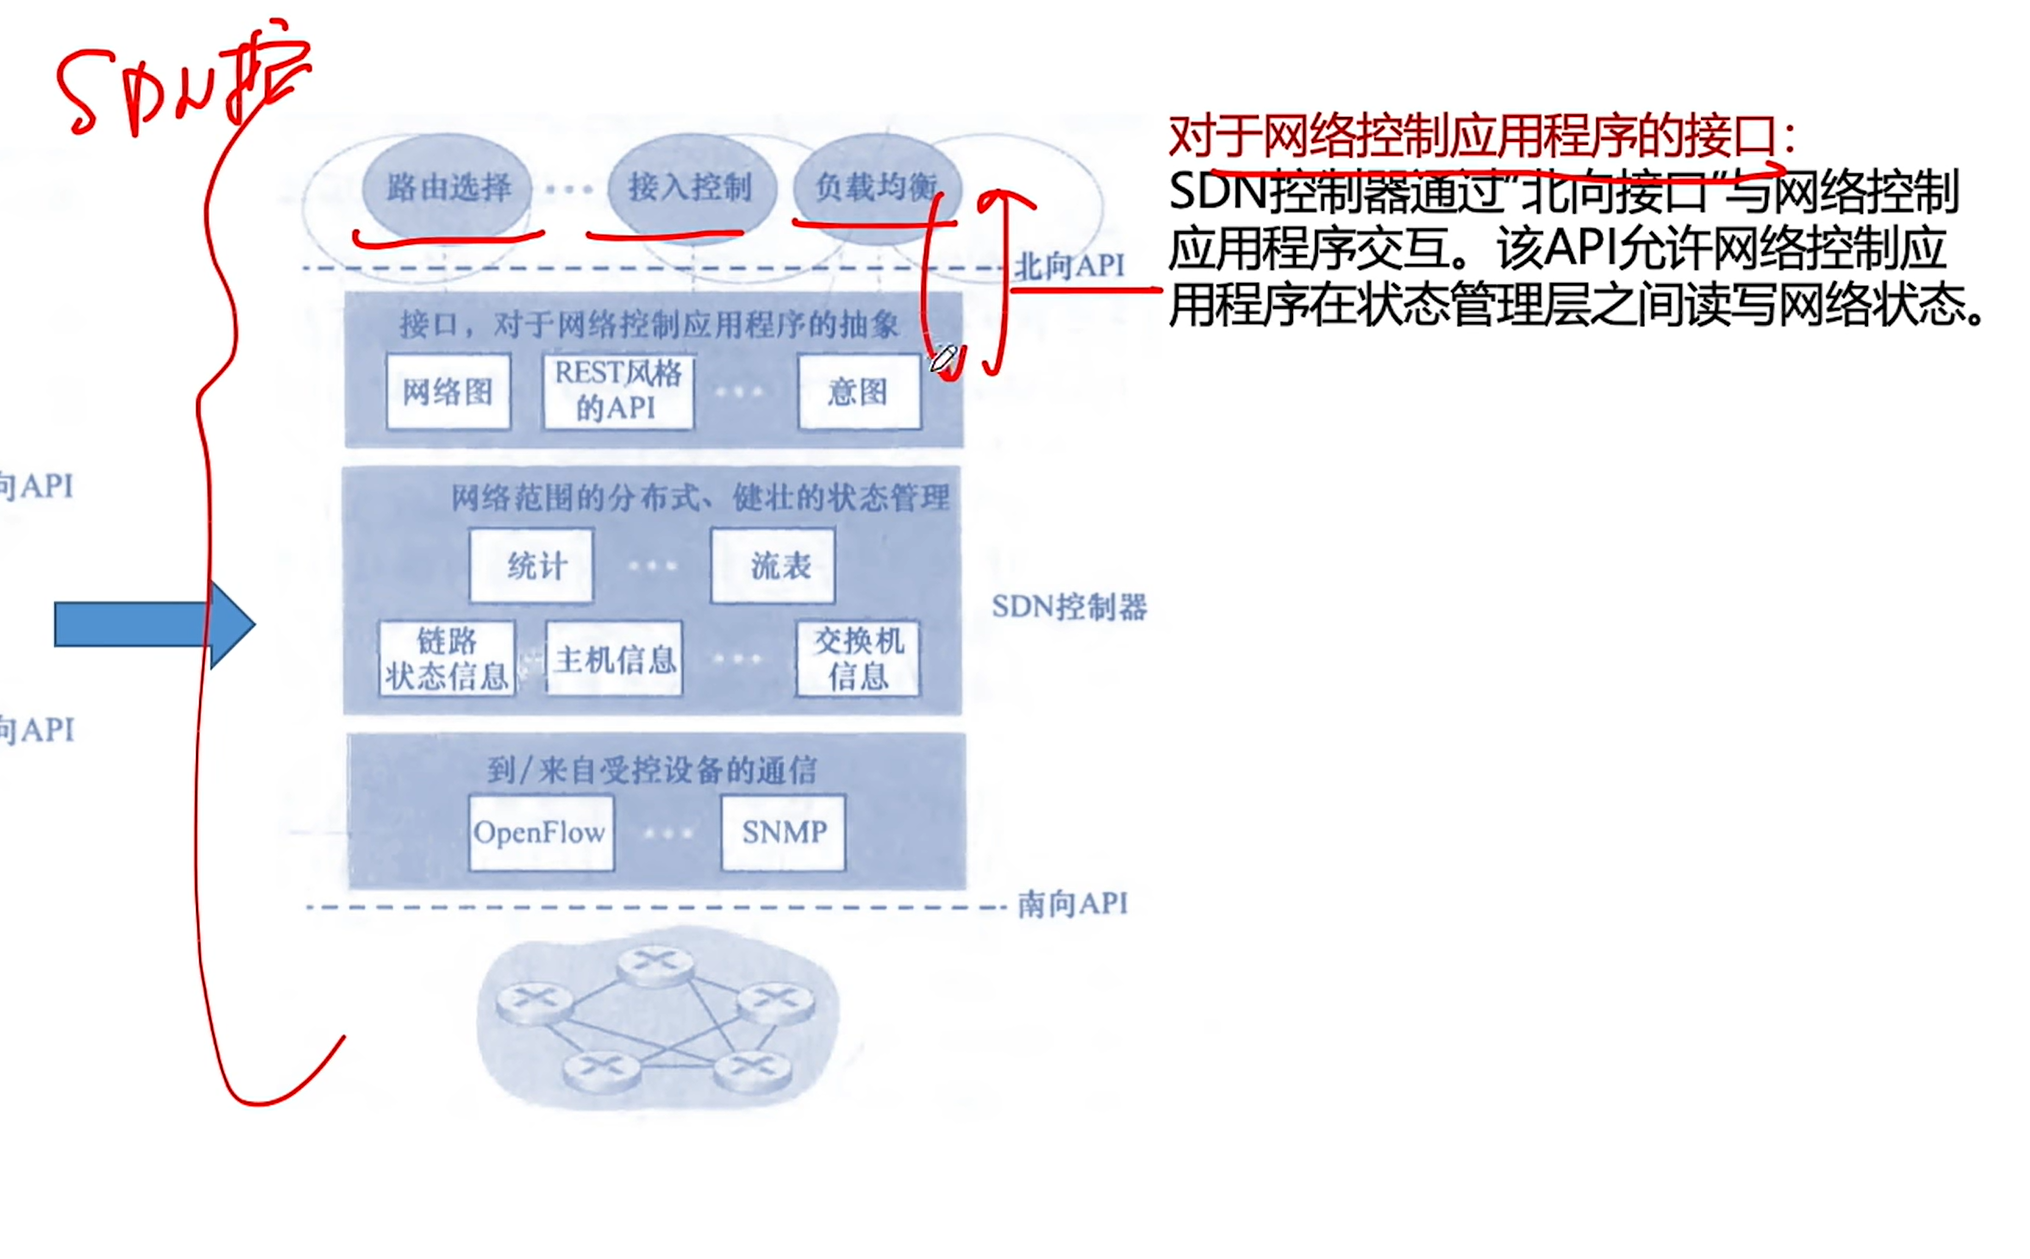 SDN控
对于网络控制应用程序的接口：
SDN控制器通过"北向接口"与网络控制
应用程序交互。该API允许网络控制应
用程序在状态管理层之间读写网络状态。
路由选择
接入控制
负载均衡
北向API
接口，对于网络控制应用程序的抽象
网络图
REST风格
的API
意图
网络范围的分布式、健壮的状态管理
统计
流表
链路
状态信息
主机信息
交换机
信息
SDN控制器
到/来自受控设备的通信
OpenFlow
SNMP
南向API
向API
向API